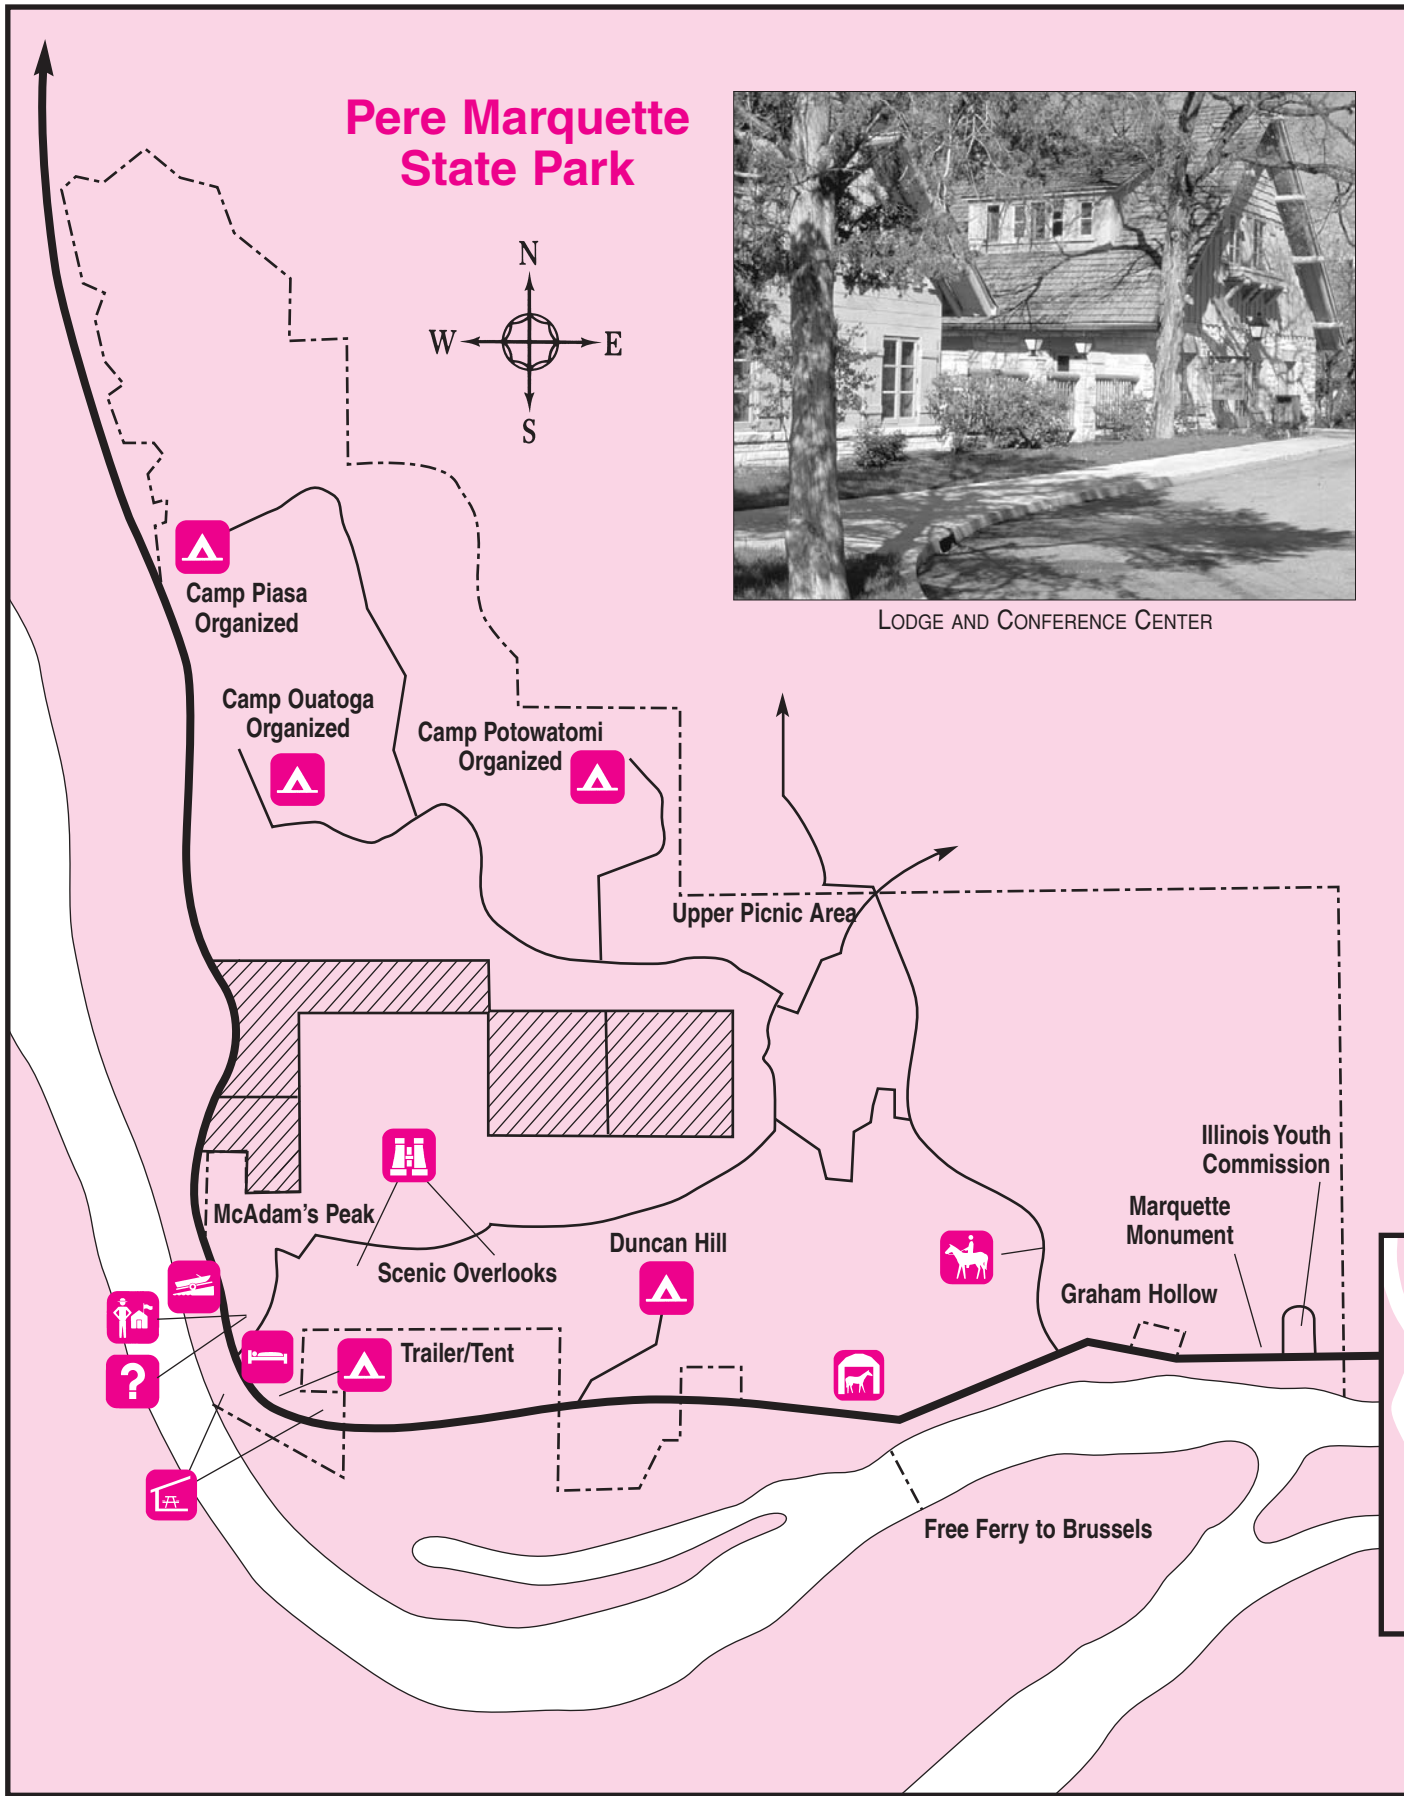 Pere Marquette
State Park
N
W
E
S
LODGE AND CONFERENCE CENTER
Camp Piasa
Organized
Camp Ouatoga
Organized
Camp Potowatomi
Organized
Upper Picnic Area
Illinois Youth
Commission
McAdam's Peak
Marquette
Monument
Duncan Hill
Scenic Overlooks
Graham Hollow
Trailer/Tent
?
Free Ferry to Brussels